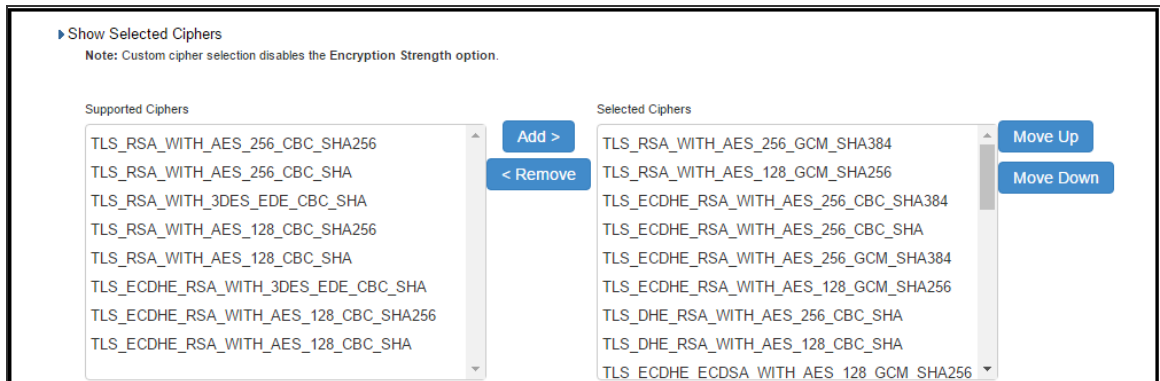 Show Selected Ciphers
Note: Custom cipher selection disables the Encryption Strength option.
Supported Ciphers
TLS_RSA_WITH_AES_256_CBC_SHA256
TLS_RSA_WITH_AES_256_CBC_SHA
TLS_RSA_WITH_3DES_EDE_CBC_SHA
TLS_RSA_WITH_AES_128_CBC_SHA256
TLS_RSA_WITH_AES_128_CBC_SHA
TLS_ECDHE_RSA_WITH_3DES_EDE_CBC_SHA
TLS_ECDHE_RSA_WITH_AES_128_CBC_SHA256
TLS_ECDHE_RSA_WITH_AES_128_CBC_SHA
Add >
< Remove
Selected Ciphers
TLS_RSA_WITH_AES_256_GCM_SHA384
TLS_RSA_WITH_AES_128_GCM_SHA256
TLS_ECDHE_RSA_WITH_AES_256_CBC_SHA384
TLS_ECDHE_RSA_WITH_AES_256_CBC_SHA
TLS_ECDHE_RSA_WITH_AES_256_GCM_SHA384
TLS_ECDHE_RSA_WITH_AES_128_GCM_SHA256
TLS_DHE_RSA_WITH_AES_256_CBC_SHA
TLS_DHE_RSA_WITH_AES_128_CBC_SHA
TLS_ECDHE_ECDSA_WITH_AES_128_GCM_SHA256
Move Up
Move Down